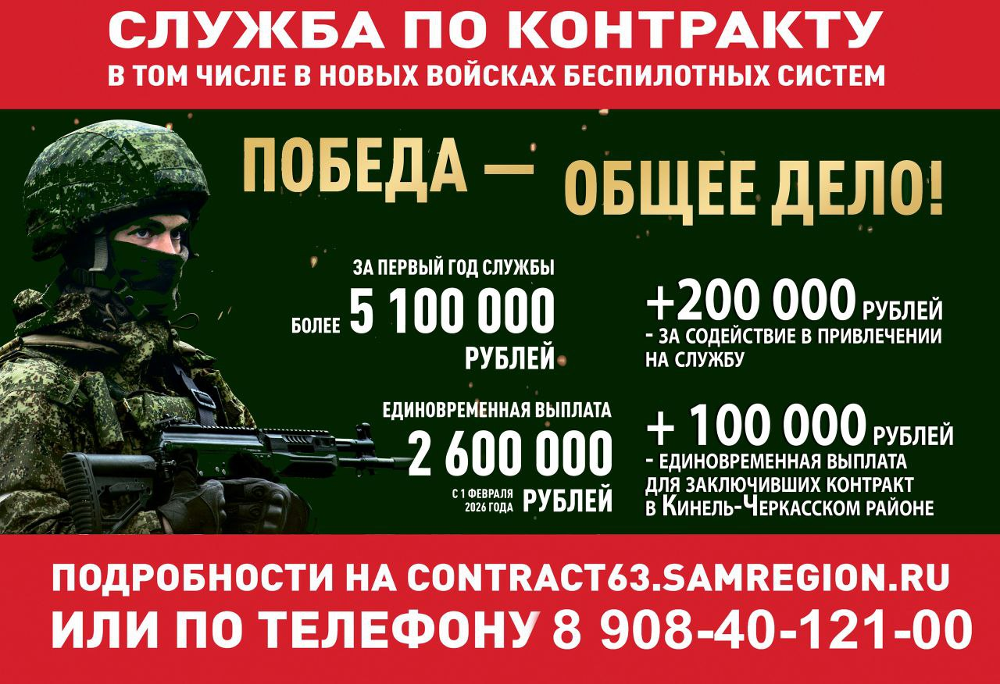 СЛУЖБА ПО КОНТРАКТУ
В ТОМ ЧИСЛЕ В НОВЫХ ВОЙСКАХ БЕСПИЛОТНЫХ СИСТЕМ
ПОБЕДА —
ОБЩЕЕ ДЕЛО!
ЗА ПЕРВЫЙ ГОД СЛУЖБЫ
БОЛЕЕ 5 100 000
РУБЛЕЙ
ЕДИНОВРЕМЕННАЯ ВЫПЛАТА
2 600 000
С 1 ФЕВРАЛЯ
2026 ГОДА РУБЛЕЙ
+200 000 РУБЛЕЙ
- ЗА СОДЕЙСТВИЕ В ПРИВЛЕЧЕНИИ
НА СЛУЖБУ
+ 100 000 РУБЛЕЙ
- ЕДИНОВРЕМЕННАЯ ВЫПЛАТА
ДЛЯ ЗАКЛЮЧИВШИХ КОНТРАКТ
В КИНЕЛЬ-ЧЕРКАССКОМ РАЙОНЕ
ПОДРОБНОСТИ НА CONTRACT63.SAMREGION.RU
ИЛИ ПО ТЕЛЕФОНУ 8 908-40-121-00